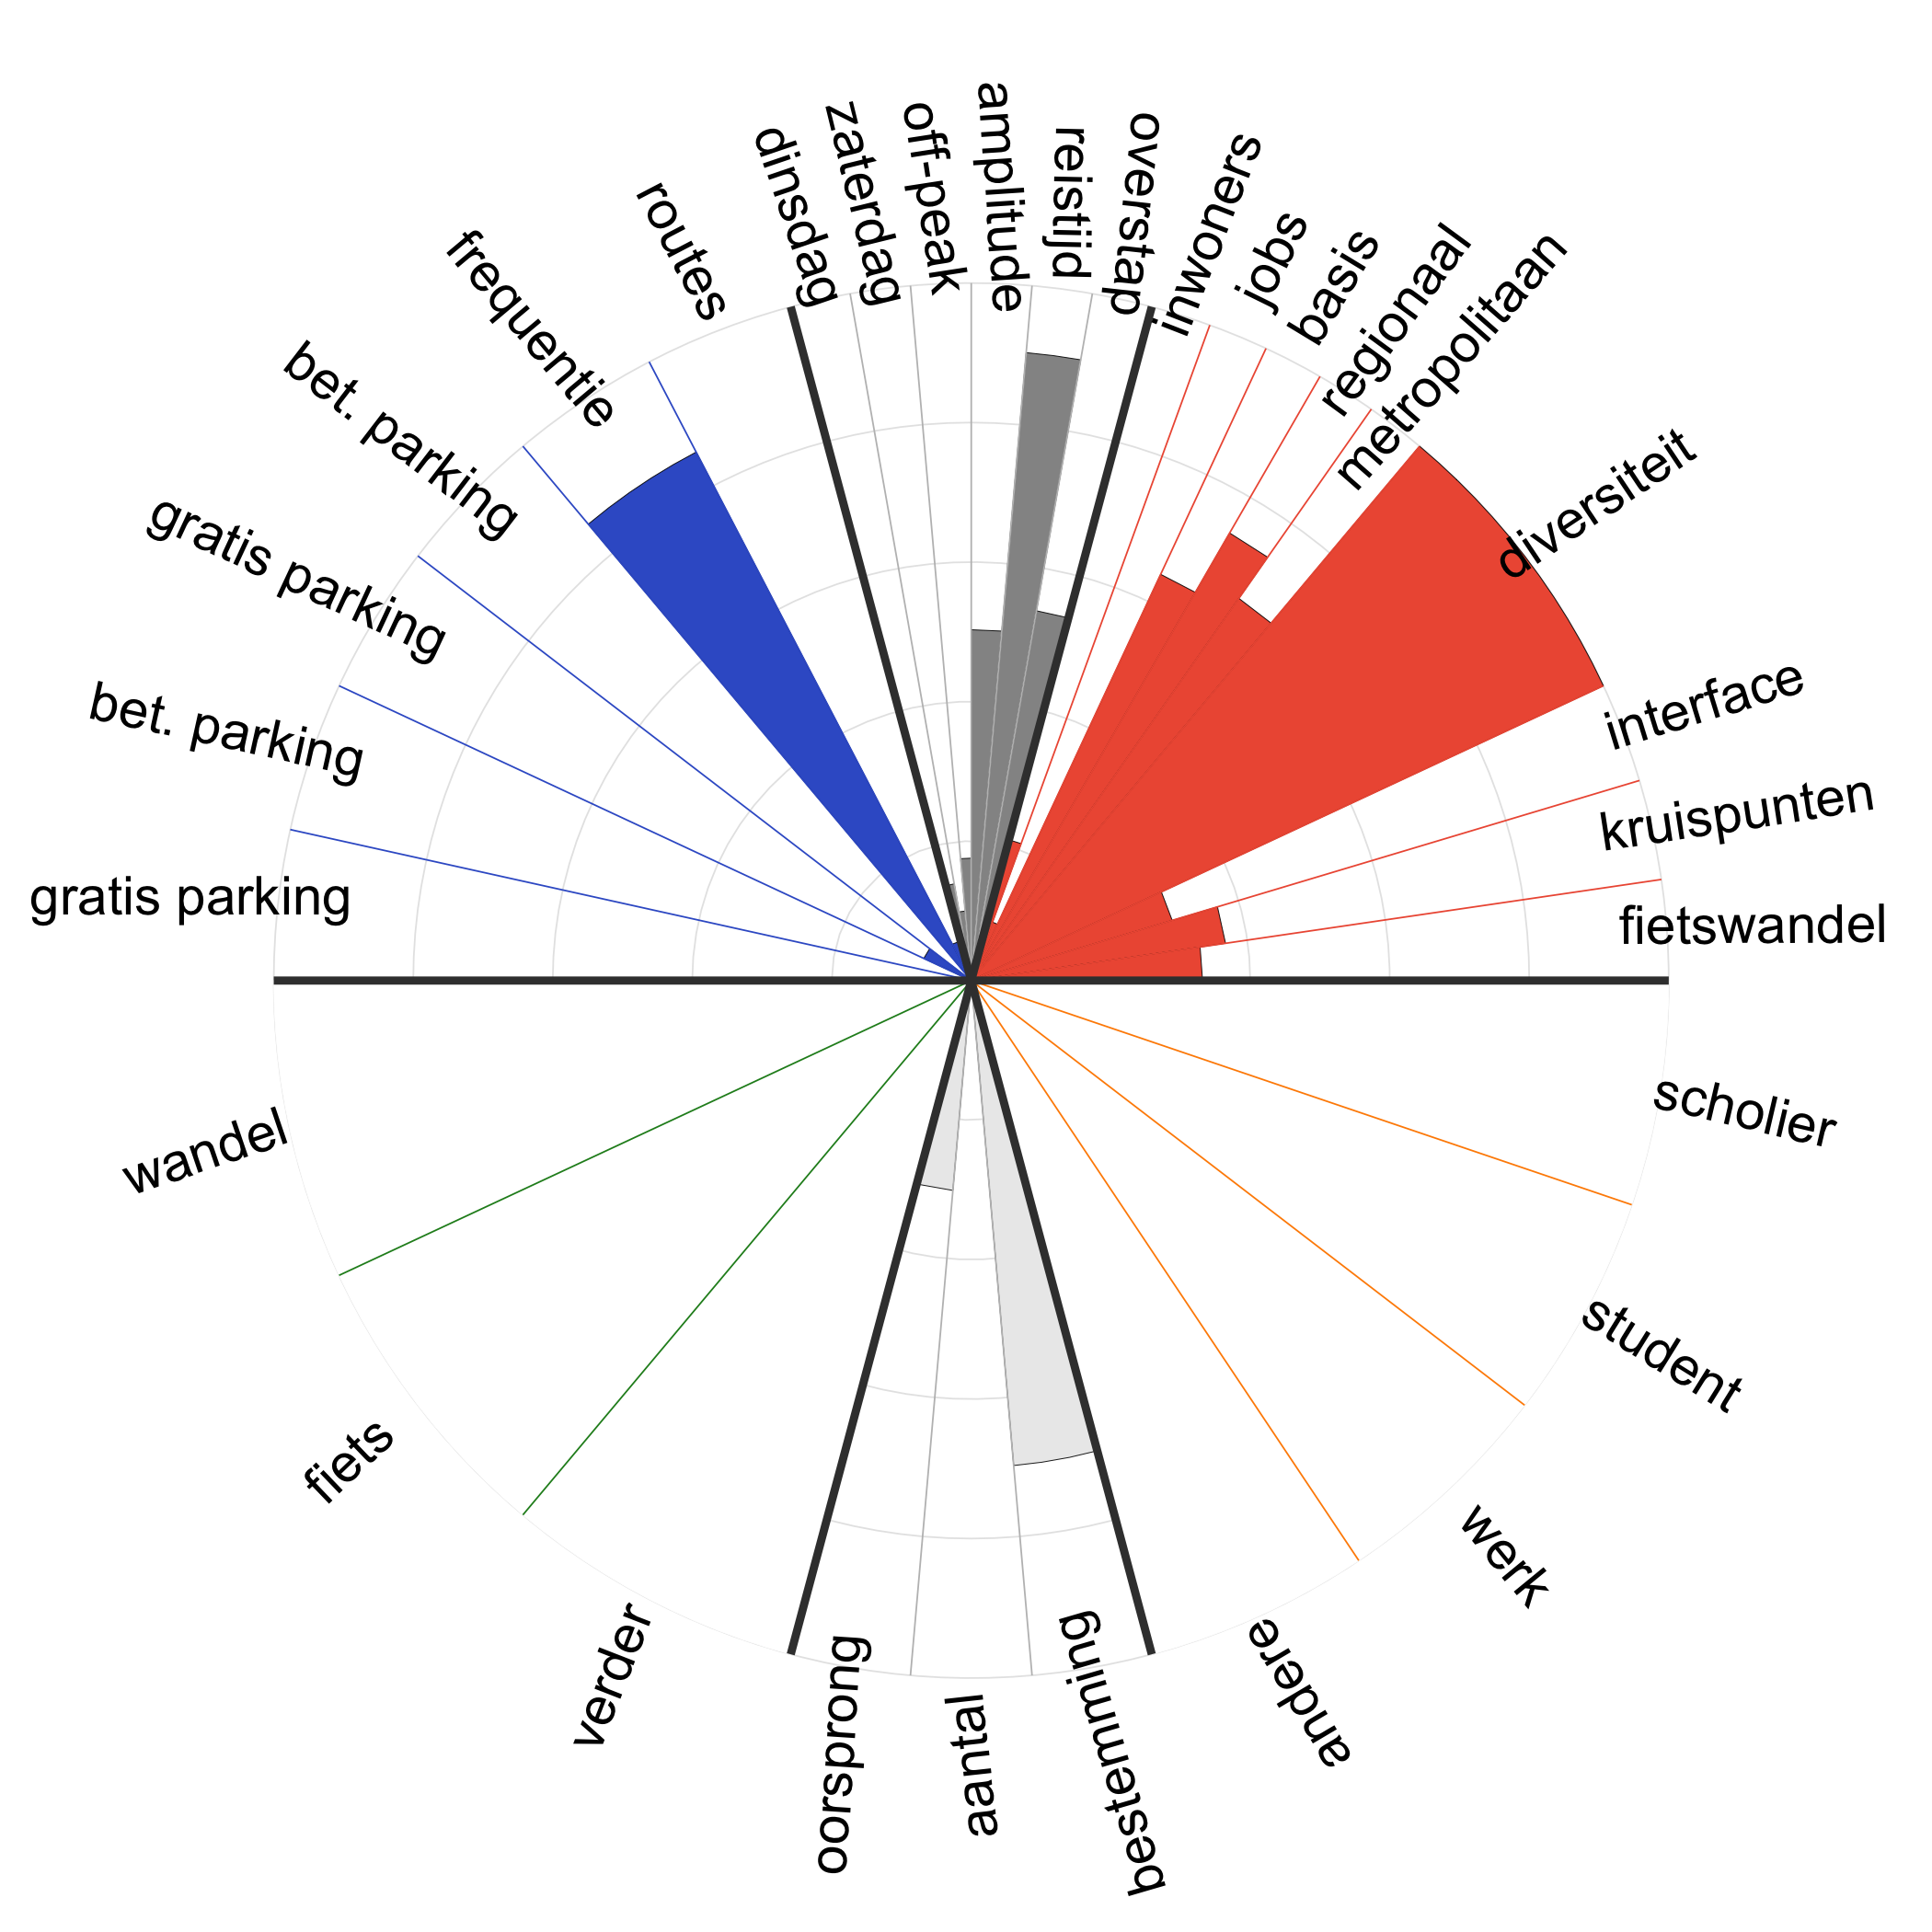 dinsdag
zaterdag
off-peak
amplitude
reistijd
overstap
inwoners
jobs
basis
regionaal
metropolitaan
diversiteit
interface
kruispunten
fietswandel
scholier
student
werk
andere
bestemming
aantal
oorsprong
verder
fiets
wandel
gratis parking
bet. parking
gratis parking
bet. parking
frequentie
routes